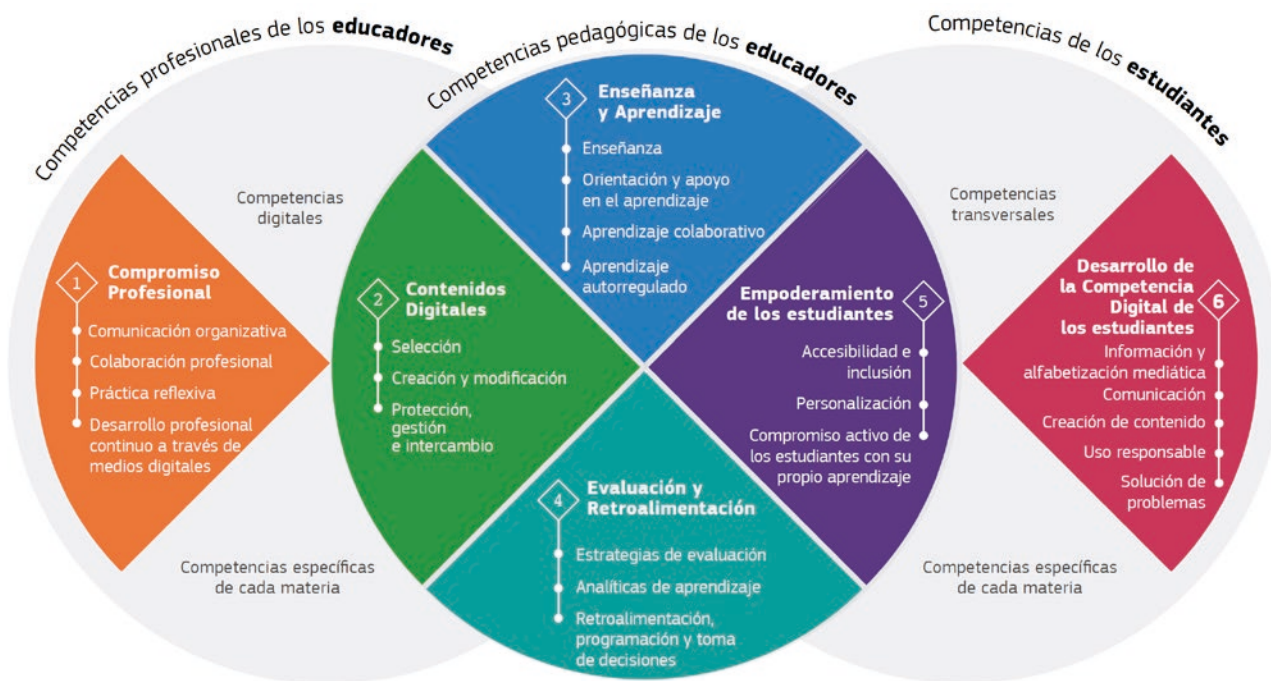 Competencias profesionales de los educadores
Competencias pedagógicas de los educadores
Competencias de los estudiantes
Competencias
digitales
Competencias
transversales
1
Compromiso
Profesional
Comunicación organizativa
Colaboración profesional
Práctica reflexiva
Desarrollo profesional
continuo a través de
medios digitales
2
Contenidos
Digitales
Selección
Creación y modificación
Protección,
gestión
e intercambio
3
Enseñanza
y Aprendizaje
Enseñanza
Orientación y apoyo
en el aprendizaje
Aprendizaje colaborativo
Aprendizaje
autorregulado
4
Evaluación y
Retroalimentación
Estrategias de evaluación
Analíticas de aprendizaje
Retroalimentación,
programación y toma
de decisiones
5
Empoderamiento
de los estudiantes
Accesibilidad e
inclusión
Personalización
Compromiso activo de
los estudiantes con su
propio aprendizaje
6
Desarrollo de
la Competencia
Digital de
los estudiantes
Información y
alfabetización mediática
Comunicación
Creación de contenido
Uso responsable
Solución de
problemas
Competencias específicas
de cada materia
Competencias específicas
de cada materia